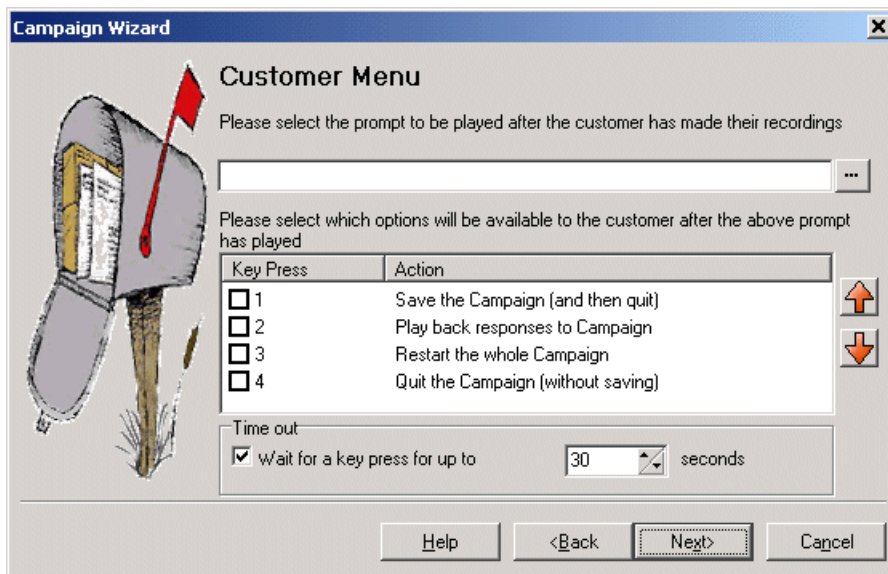 Campaign Wizard
Customer Menu
Please select the prompt to be played after the customer has made their recordings
...
Please select which options will be available to the customer after the above prompt
has played
Key Press Action
1 Save the Campaign (and then quit)
2 Play back responses to Campaign
3 Restart the whole Campaign
4 Quit the Campaign (without saving)
Time out
Wait for a key press for up to 30 seconds
Help <Back Next> Cancel